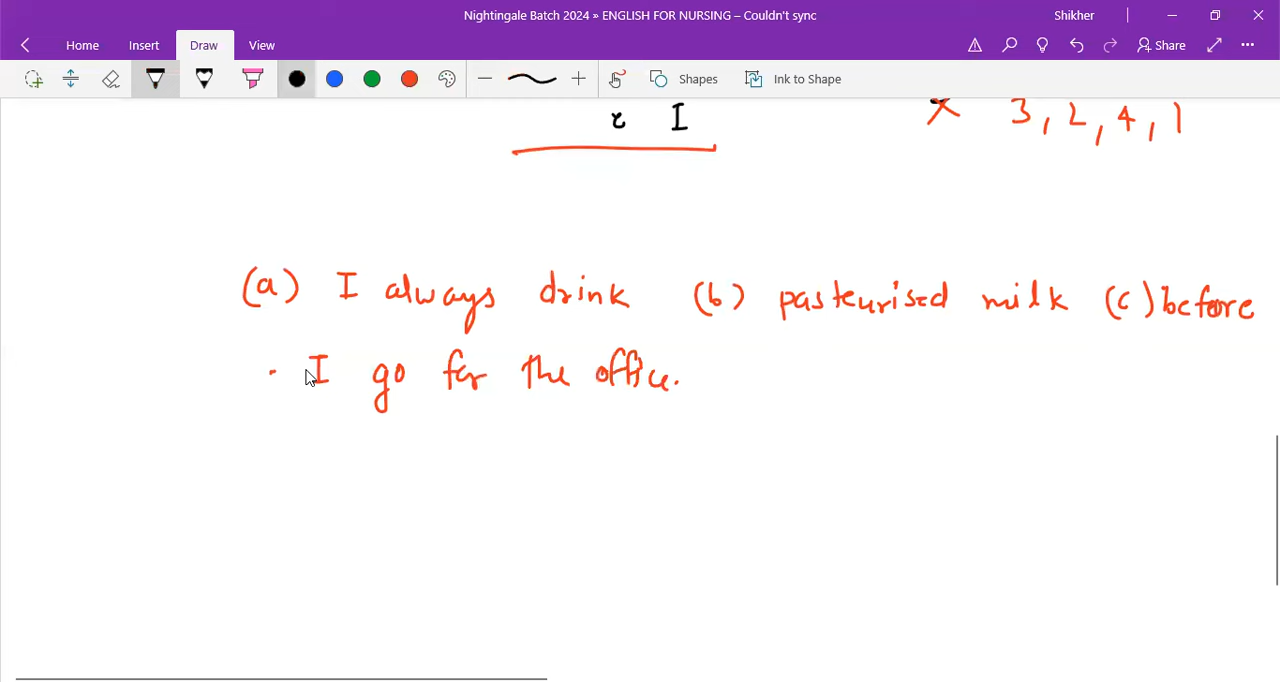 Nightingale Batch 2024 » ENGLISH FOR NURSING – Couldn't sync
Shikher
Home Insert Draw View
Share
Shapes
Ink to Shape
I
3, 2, 4, 1
(a) I always drink (b) pasteurised milk (c) before
I go for the office.